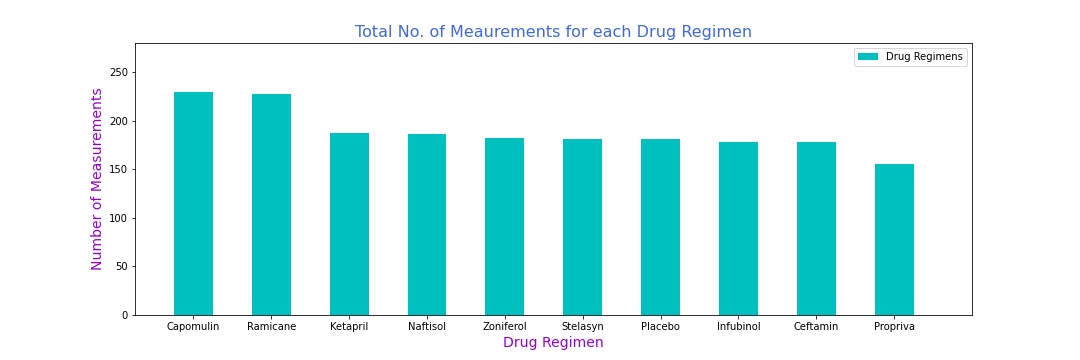 Total No. of Meaurements for each Drug Regimen
Drug Regimens
Number of Measurements
250
200
150
100
50
0
Capomulin Ramicane Ketapril Naftisol Zoniferol Stelasyn Placebo Infubinol Ceftamin Propriva
Drug Regimen